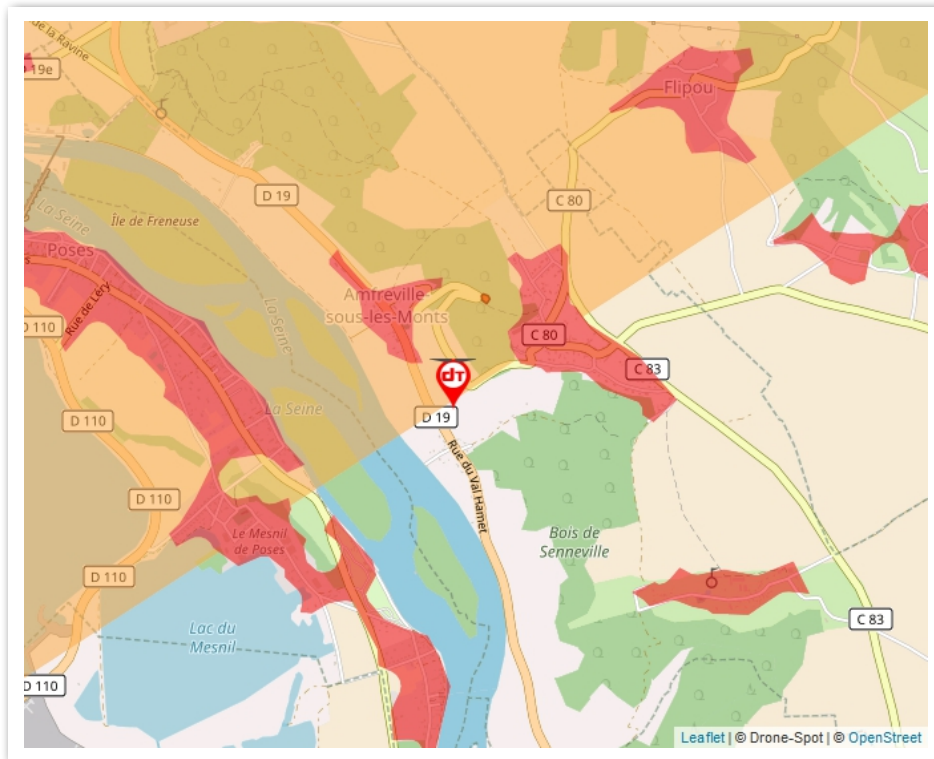 de la Ravine
19e
Flipou
D 19
C 80
La Seine
Île de Freneuse
Poses
Rue de Léry
La Seine
Amfreville
sous-les-Monts
D 110
C 80
C 83
dT
D 110
La Seine
D 19
Rue du Val Hamet
D 110
Le Mesnil
de Poses
Bois de
Senneville
D 110
Lac du
Mesnil
C 83
D 110
Leaflet | © Drone-Spot | © OpenStreet